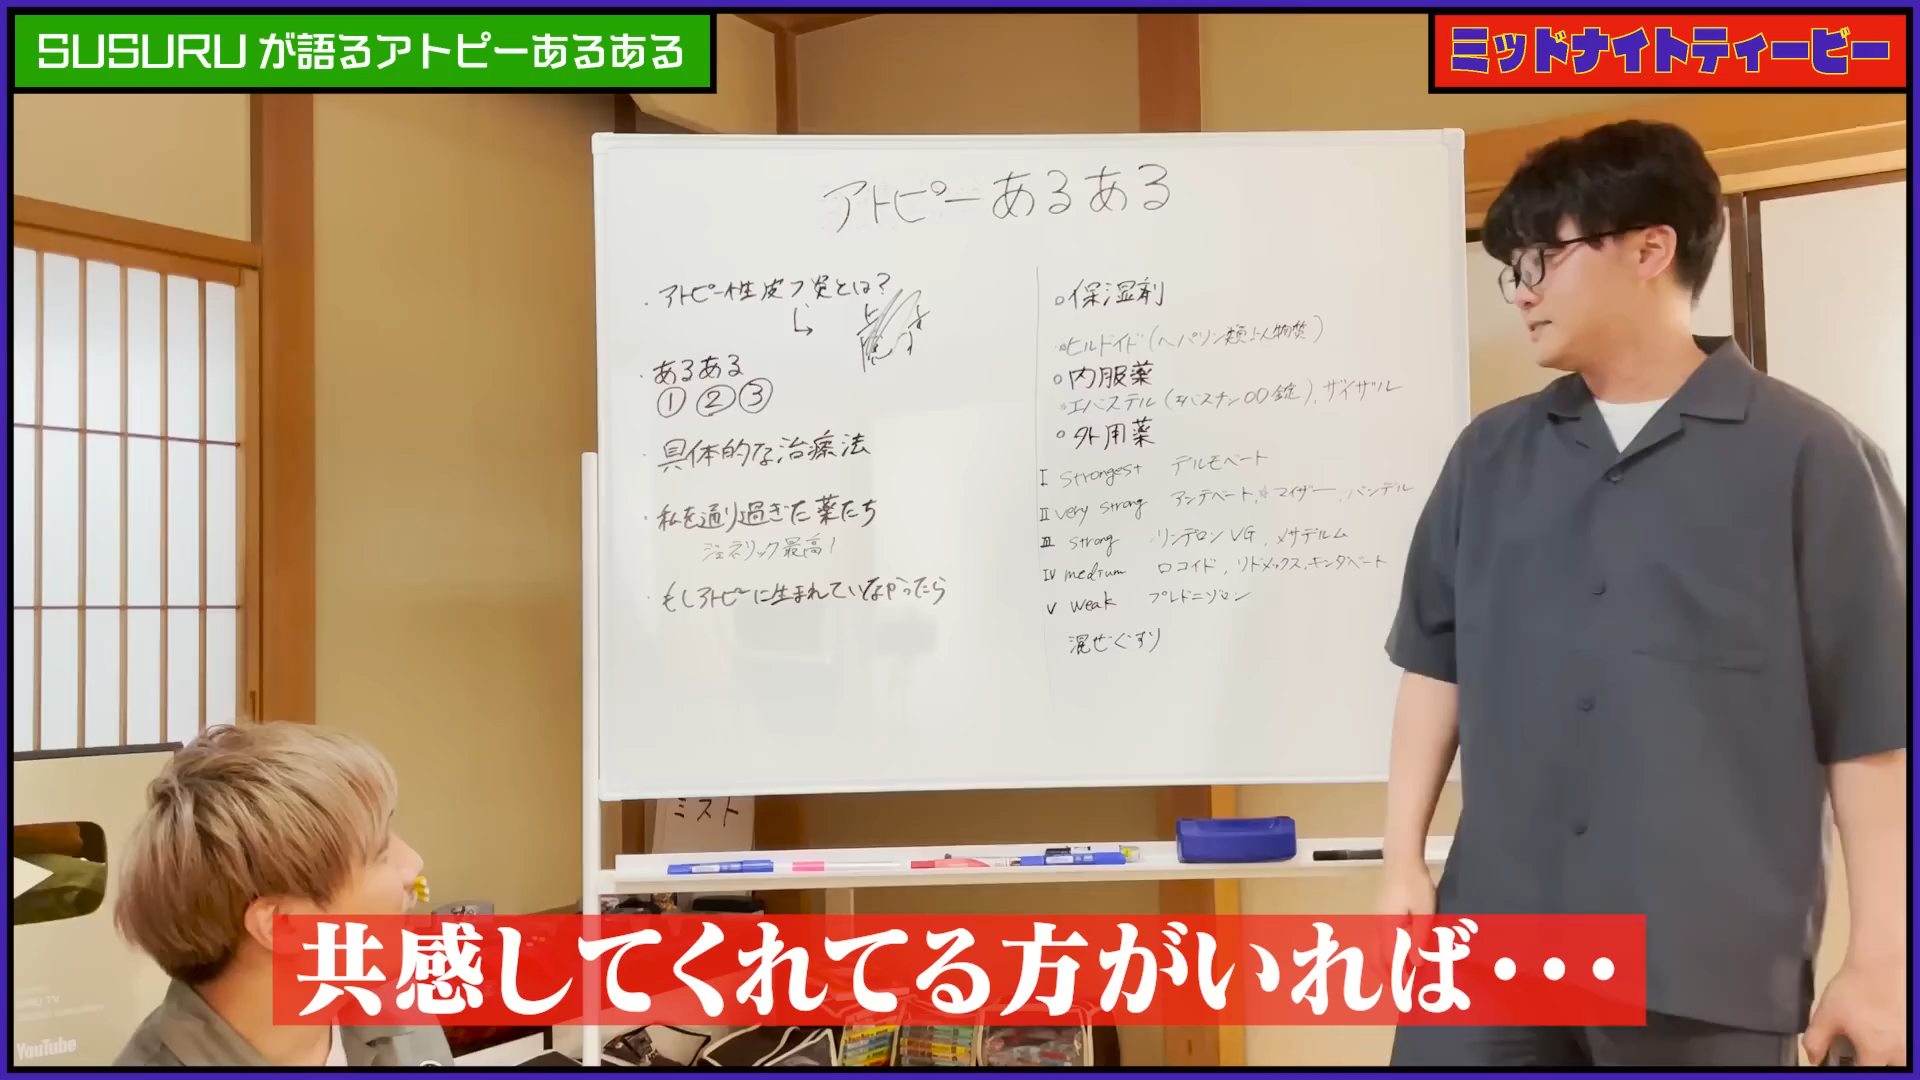 SUSURUが語るアトピーあるある
ミッドナイトティービー
アトピーあるある
・アトピー性皮フ炎とは?
・あるある
① ② ③
・具体的な治療法
・私を通り過ぎた薬たち
ジェネリック最高!
・もしアトピーに生まれていなかったら
○保湿剤
ヒルドイド(ヘパリン類
○内服薬
エバステル(エバスチンOD錠)、ザイザル
○外用薬
I strongest デルモベート
II very strong アンテベート、マイザー、パンデル
III strong リンデロンVG、メサデルム
IV medium ロコイド、リドメックス、キンダベート
V weak プレドニゾロン
混ぜぐすり
ミスト
YouTube
共感してくれてる方がいれば・・・